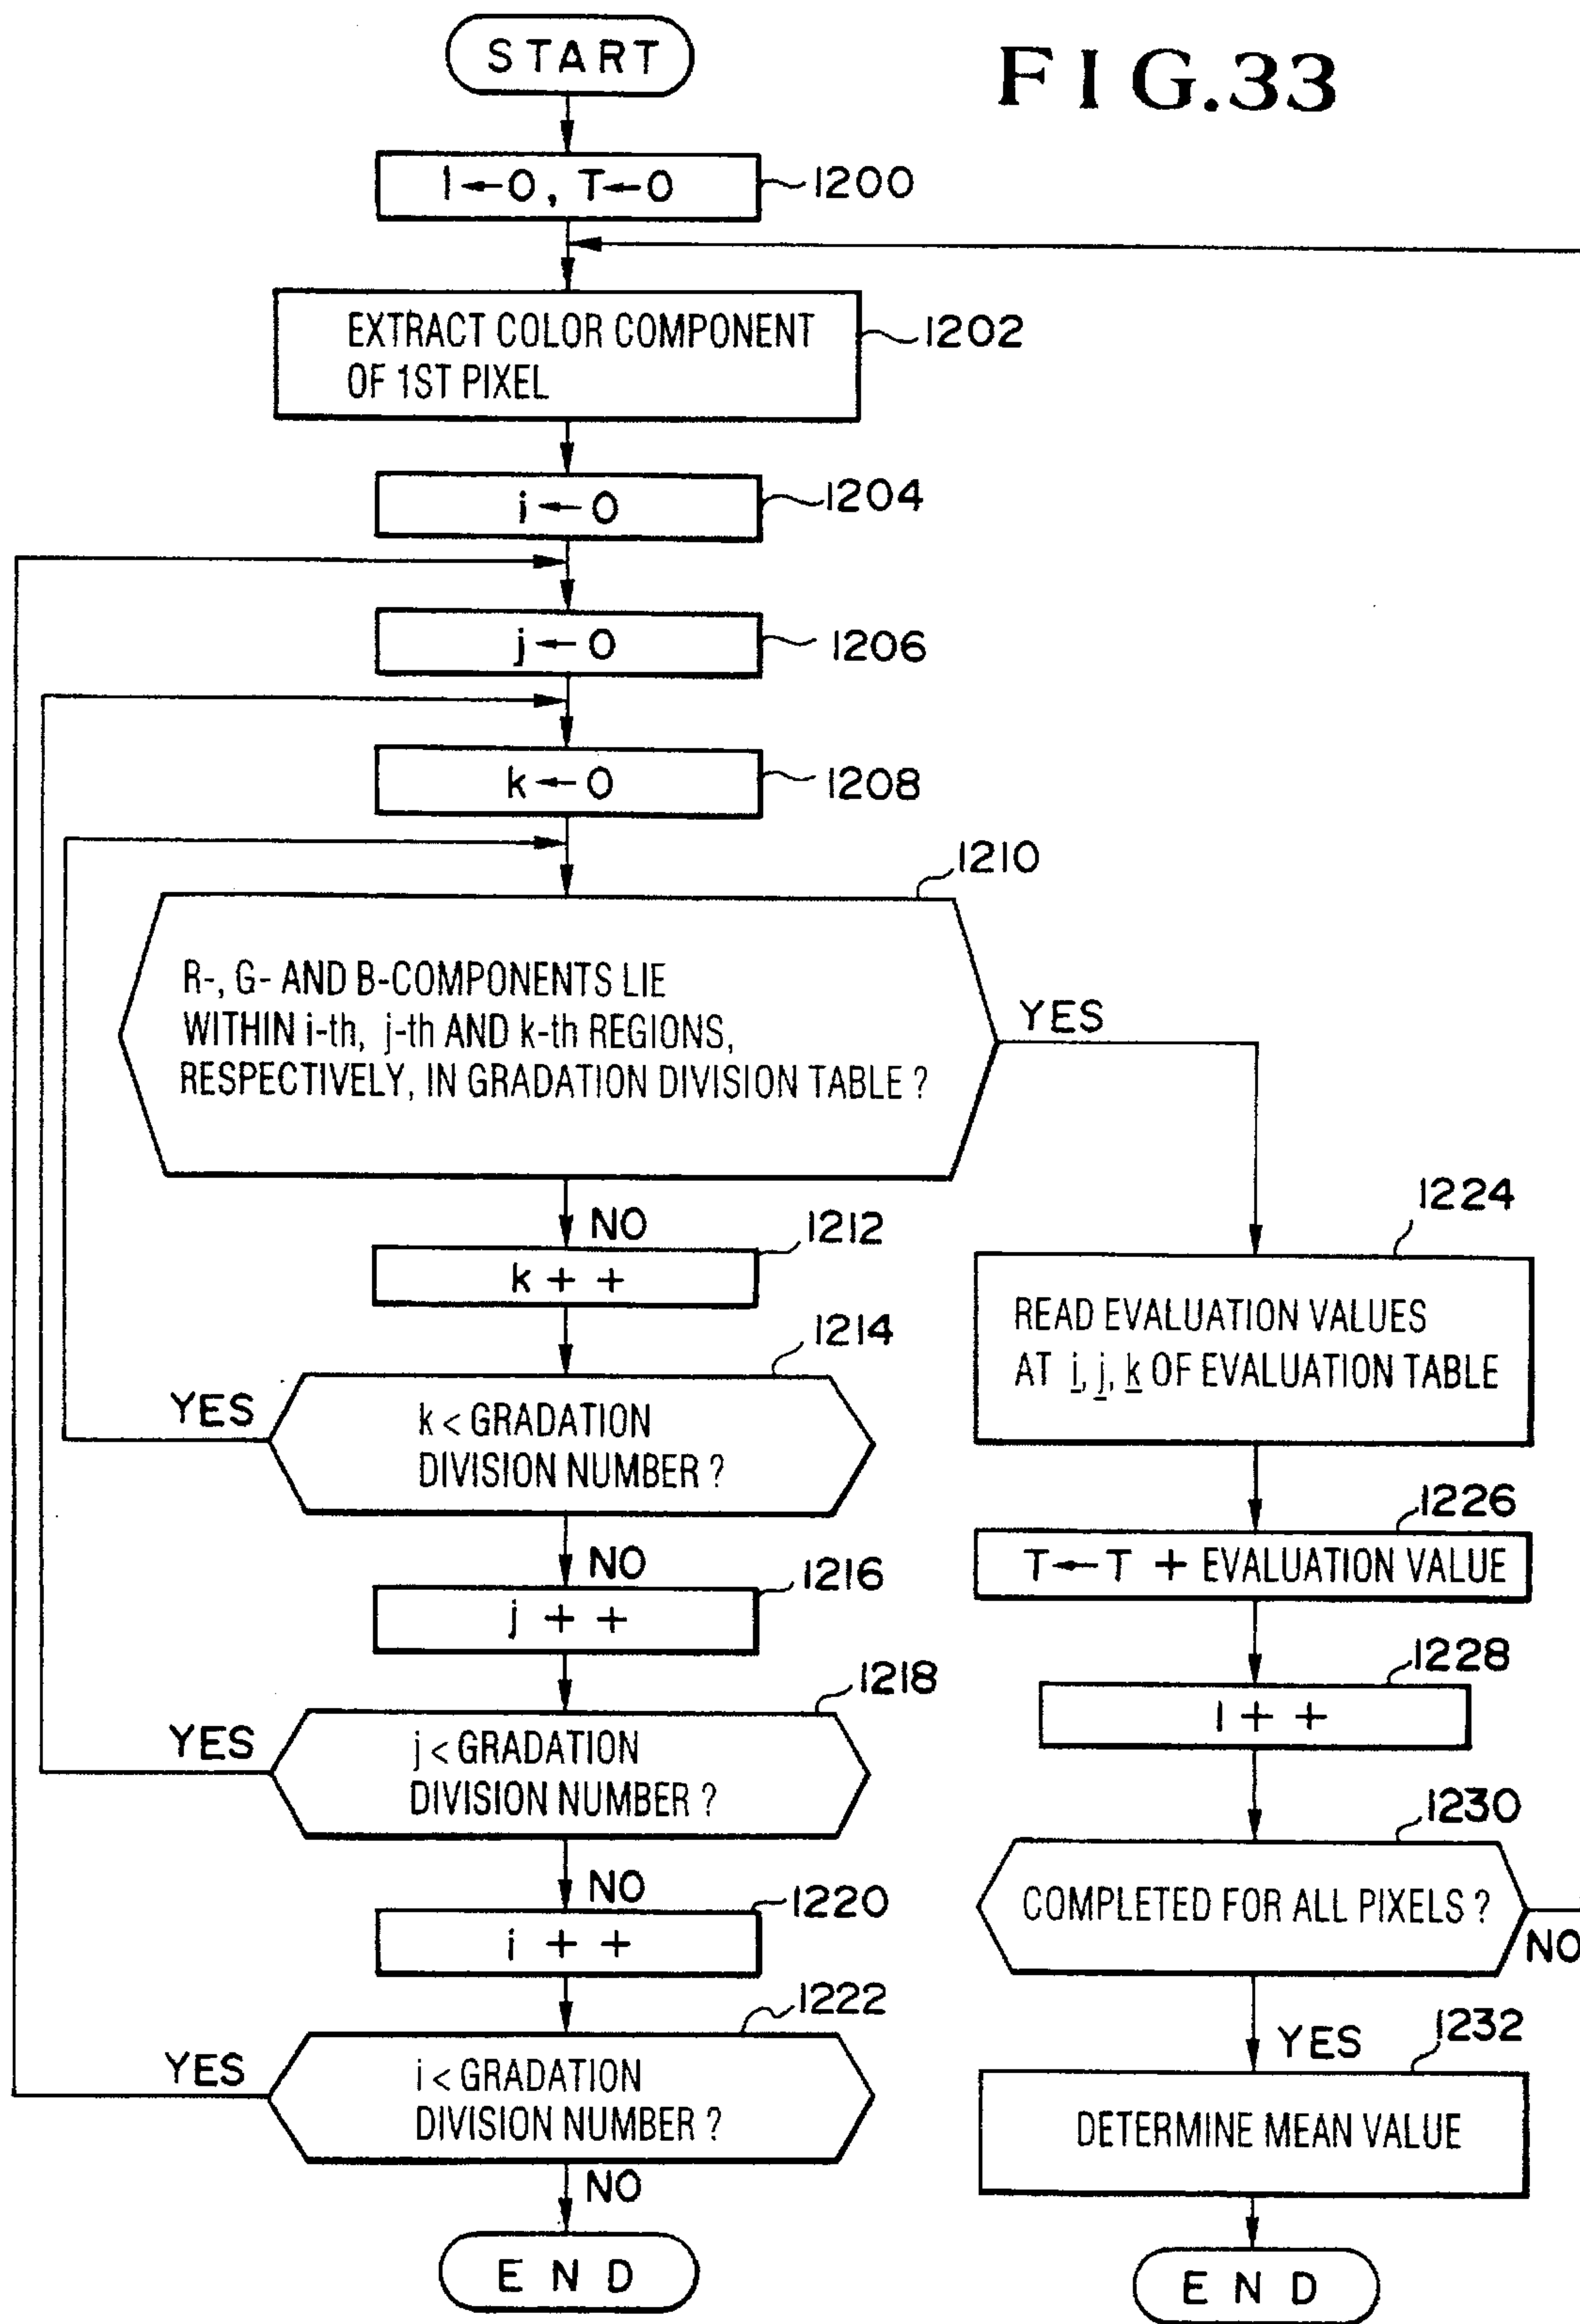 START
FIG.33
l←0, T←0
1200
EXTRACT COLOR COMPONENT
OF 1ST PIXEL
1202
i←0
1204
j←0
1206
k←0
1208
1210
R-, G- AND B-COMPONENTS LIE
WITHIN i-th, j-th AND k-th REGIONS,
RESPECTIVELY, IN GRADATION DIVISION TABLE ?
YES
NO
1212
k + +
1214
YES
k < GRADATION
DIVISION NUMBER ?
NO
1216
j + +
1218
YES
j < GRADATION
DIVISION NUMBER ?
NO
1220
i + +
1222
YES
i < GRADATION
DIVISION NUMBER ?
NO
END
1224
READ EVALUATION VALUES
AT i, j, k OF EVALUATION TABLE
1226
T←T + EVALUATION VALUE
1228
l + +
1230
COMPLETED FOR ALL PIXELS ?
NO
YES
1232
DETERMINE MEAN VALUE
END